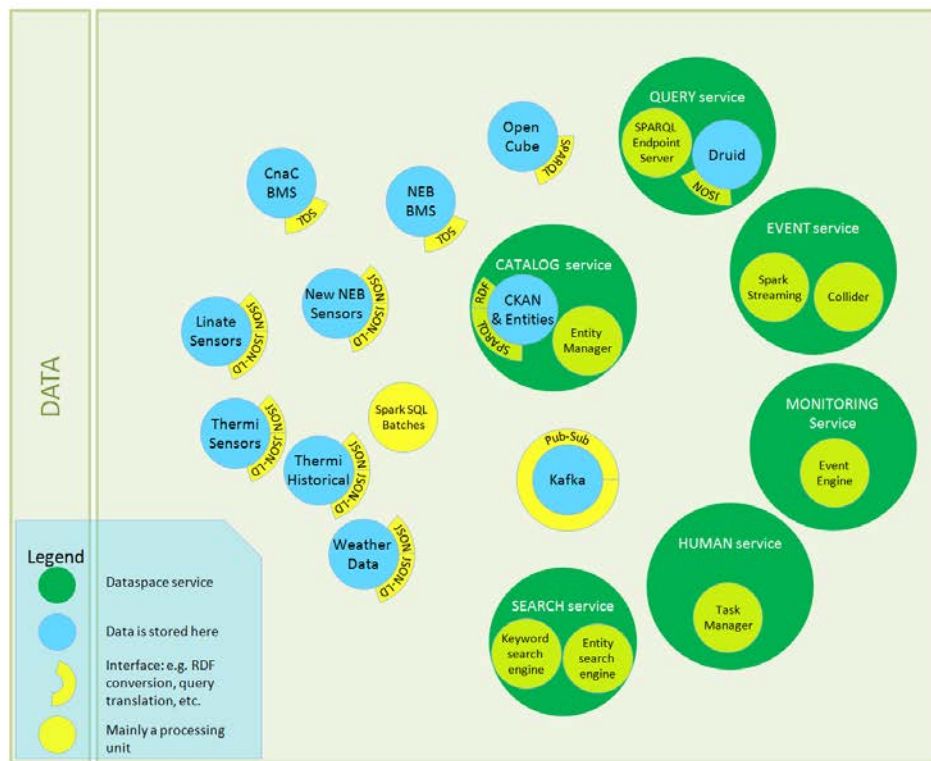 DATA
QUERY service
SPARQL
Endpoint
Server
Druid
JSON
Open
Cube
SPARQL
CnaC
BMS
SQL
NEB
BMS
SQL
EVENT service
Spark
Streaming
Collider
CATALOG service
RDF
SPARQL
CKAN
& Entities
Entity
Manager
New NEB
Sensors
JSON JSON-LD
Linate
Sensors
JSON JSON-LD
Thermi
Sensors
JSON JSON-LD
Spark SQL
Batches
Thermi
Historical
JSON JSON-LD
MONITORING
Service
Event
Engine
Pub-Sub
Kafka
Weather
Data
JSON JSON-LD
HUMAN service
Task
Manager
SEARCH service
Keyword
search
engine
Entity
search
engine
Legend
Dataspace service
Data is stored here
Interface: e.g. RDF
conversion, query
translation, etc.
Mainly a processing
unit